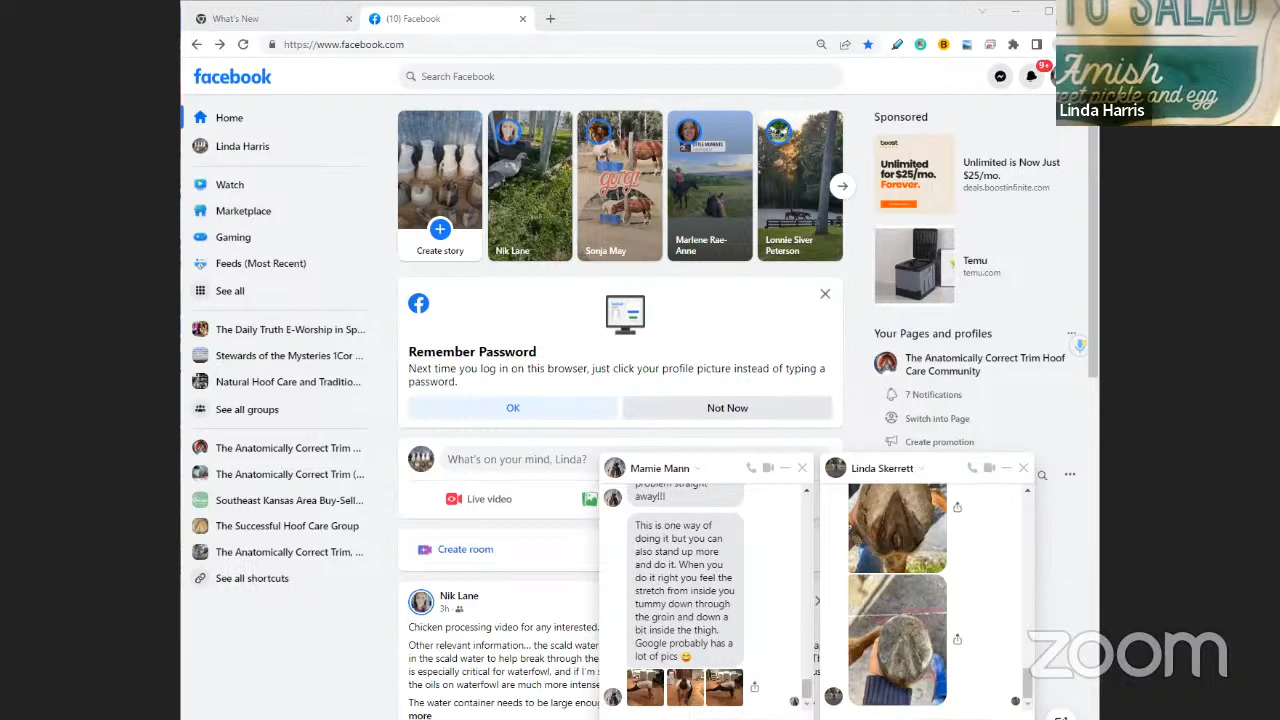 What's New
(10) Facebook
https://www.facebook.com
TO SALAD
Amish
pickle and egg
Linda Harris
facebook
Search Facebook
9+
Home
Linda Harris
Watch
Marketplace
Gaming
Feeds (Most Recent)
See all
The Daily Truth E-Worship in Sp...
Stewards of the Mysteries 1Cor ...
Natural Hoof Care and Traditio...
See all groups
The Anatomically Correct Trim ...
The Anatomically Correct Trim (...
Southeast Kansas Area Buy-Sell...
The Successful Hoof Care Group
The Anatomically Correct Trim, ...
See all shortcuts
Create story
Nik Lane
gurq!
Sonja May
LITTLE MOMENTS
Marlene Rae-
Anne
Lonnie Siver
Peterson
Remember Password
Next time you log in on this browser, just click your profile picture instead of typing a
password.
OK
Not Now
What's on your mind, Linda?
Live video
Create room
Nik Lane
3h
Chicken processing video for any interested.
Other relevant information... the scald water
in the scald water to help break through the
is especially critical for waterfowl, and if I'm s
the oils on waterfowl are much more intense
The water container needs to be large enoug
more
Sponsored
boost
Unlimited
for $25/mo.
Forever.
Unlimited is Now Just
$25/mo.
deals.boostinfinite.com
Temu
temu.com
Your Pages and profiles
The Anatomically Correct Trim Hoof
Care Community
7 Notifications
Switch into Page
Create promotion
Mamie Mann
problem straight
away!!!
This is one way of
doing it but you can
also stand up more
and do it. When you
do it right you feel the
stretch from inside you
tummy down through
the groin and down a
bit inside the thigh.
Google probably has a
lot of pics 😄
Linda Skerrett
zoom